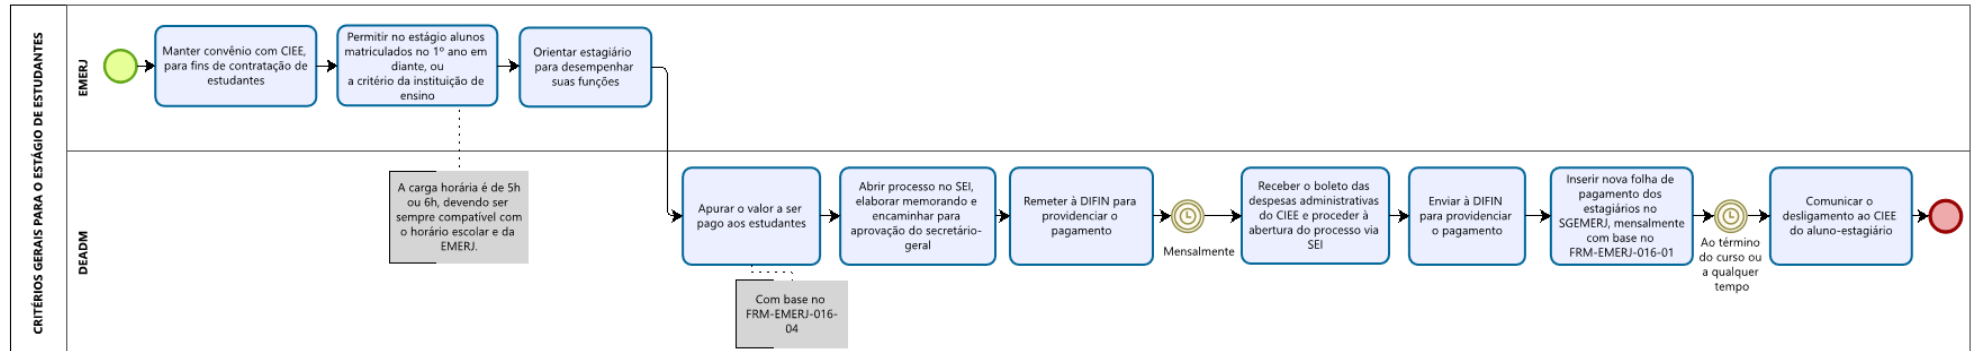 CRITÉRIOS GERAIS PARA O ESTÁGIO DE ESTUDANTES
EMERJ
Manter convênio com CIEE,
para fins de contratação de
estudantes
Permitir no estágio alunos
matriculados no 1º ano em
diante, ou
a critério da instituição de
ensino
Orientar estagiário
para desempenhar
suas funções
A carga horária é de 5h
ou 6h, devendo ser
sempre compatível com
o horário escolar e da
EMERJ.
DEADM
Apurar o valor a ser
pago aos estudantes
Com base no
FRM-EMERJ-016-
04
Abrir processo no SEI,
elaborar memorando e
encaminhar para
aprovação do secretário-
geral
Remeter à DIFIN para
providenciar o
pagamento
Mensalmente
Receber o boleto das
despesas administrativas
do CIEE e proceder à
abertura do processo via
SEI
Enviar à DIFIN
para providenciar
o pagamento
Inserir nova folha de
pagamento dos
estagiários no
SGEMERJ, mensalmente
com base no
FRM-EMERJ-016-01
Ao término
do curso ou
a qualquer
tempo
Comunicar o
desligamento ao CIEE
do aluno-estagiário